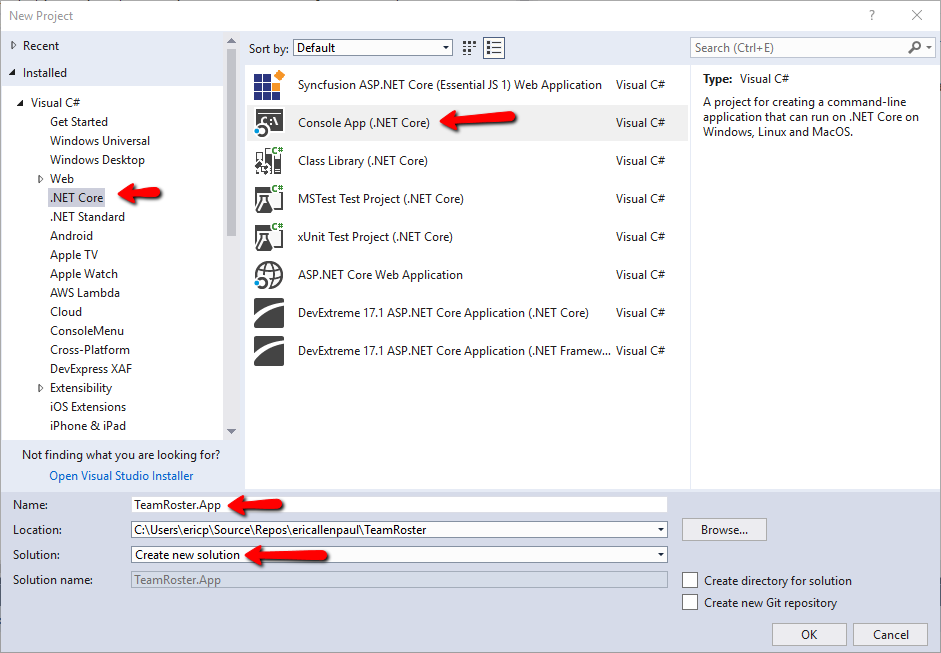 New Project
?
Recent
Installed
Visual C#
Get Started
Windows Universal
Windows Desktop
Web
.NET Core
.NET Standard
Android
Apple TV
Apple Watch
AWS Lambda
Cloud
ConsoleMenu
Cross-Platform
DevExpress XAF
Extensibility
iOS Extensions
iPhone & iPad
Not finding what you are looking for?
Open Visual Studio Installer
Sort by: Default
Syncfusion ASP.NET Core (Essential JS 1) Web Application Visual C#
C:\ Console App (.NET Core) Visual C#
C# Class Library (.NET Core) Visual C#
C# MSTest Test Project (.NET Core) Visual C#
C# xUnit Test Project (.NET Core) Visual C#
ASP.NET Core Web Application Visual C#
DevExtreme 17.1 ASP.NET Core Application (.NET Core) Visual C#
DevExtreme 17.1 ASP.NET Core Application (.NET Framew... Visual C#
Search (Ctrl+E)
Type: Visual C#
A project for creating a command-line
application that can run on .NET Core on
Windows, Linux and MacOS.
Name: TeamRoster.App
Location: C:\Users\ericp\Source\Repos\ericallenpaul\TeamRoster Browse...
Solution: Create new solution
Solution name: TeamRoster.App
Create directory for solution
Create new Git repository
OK Cancel